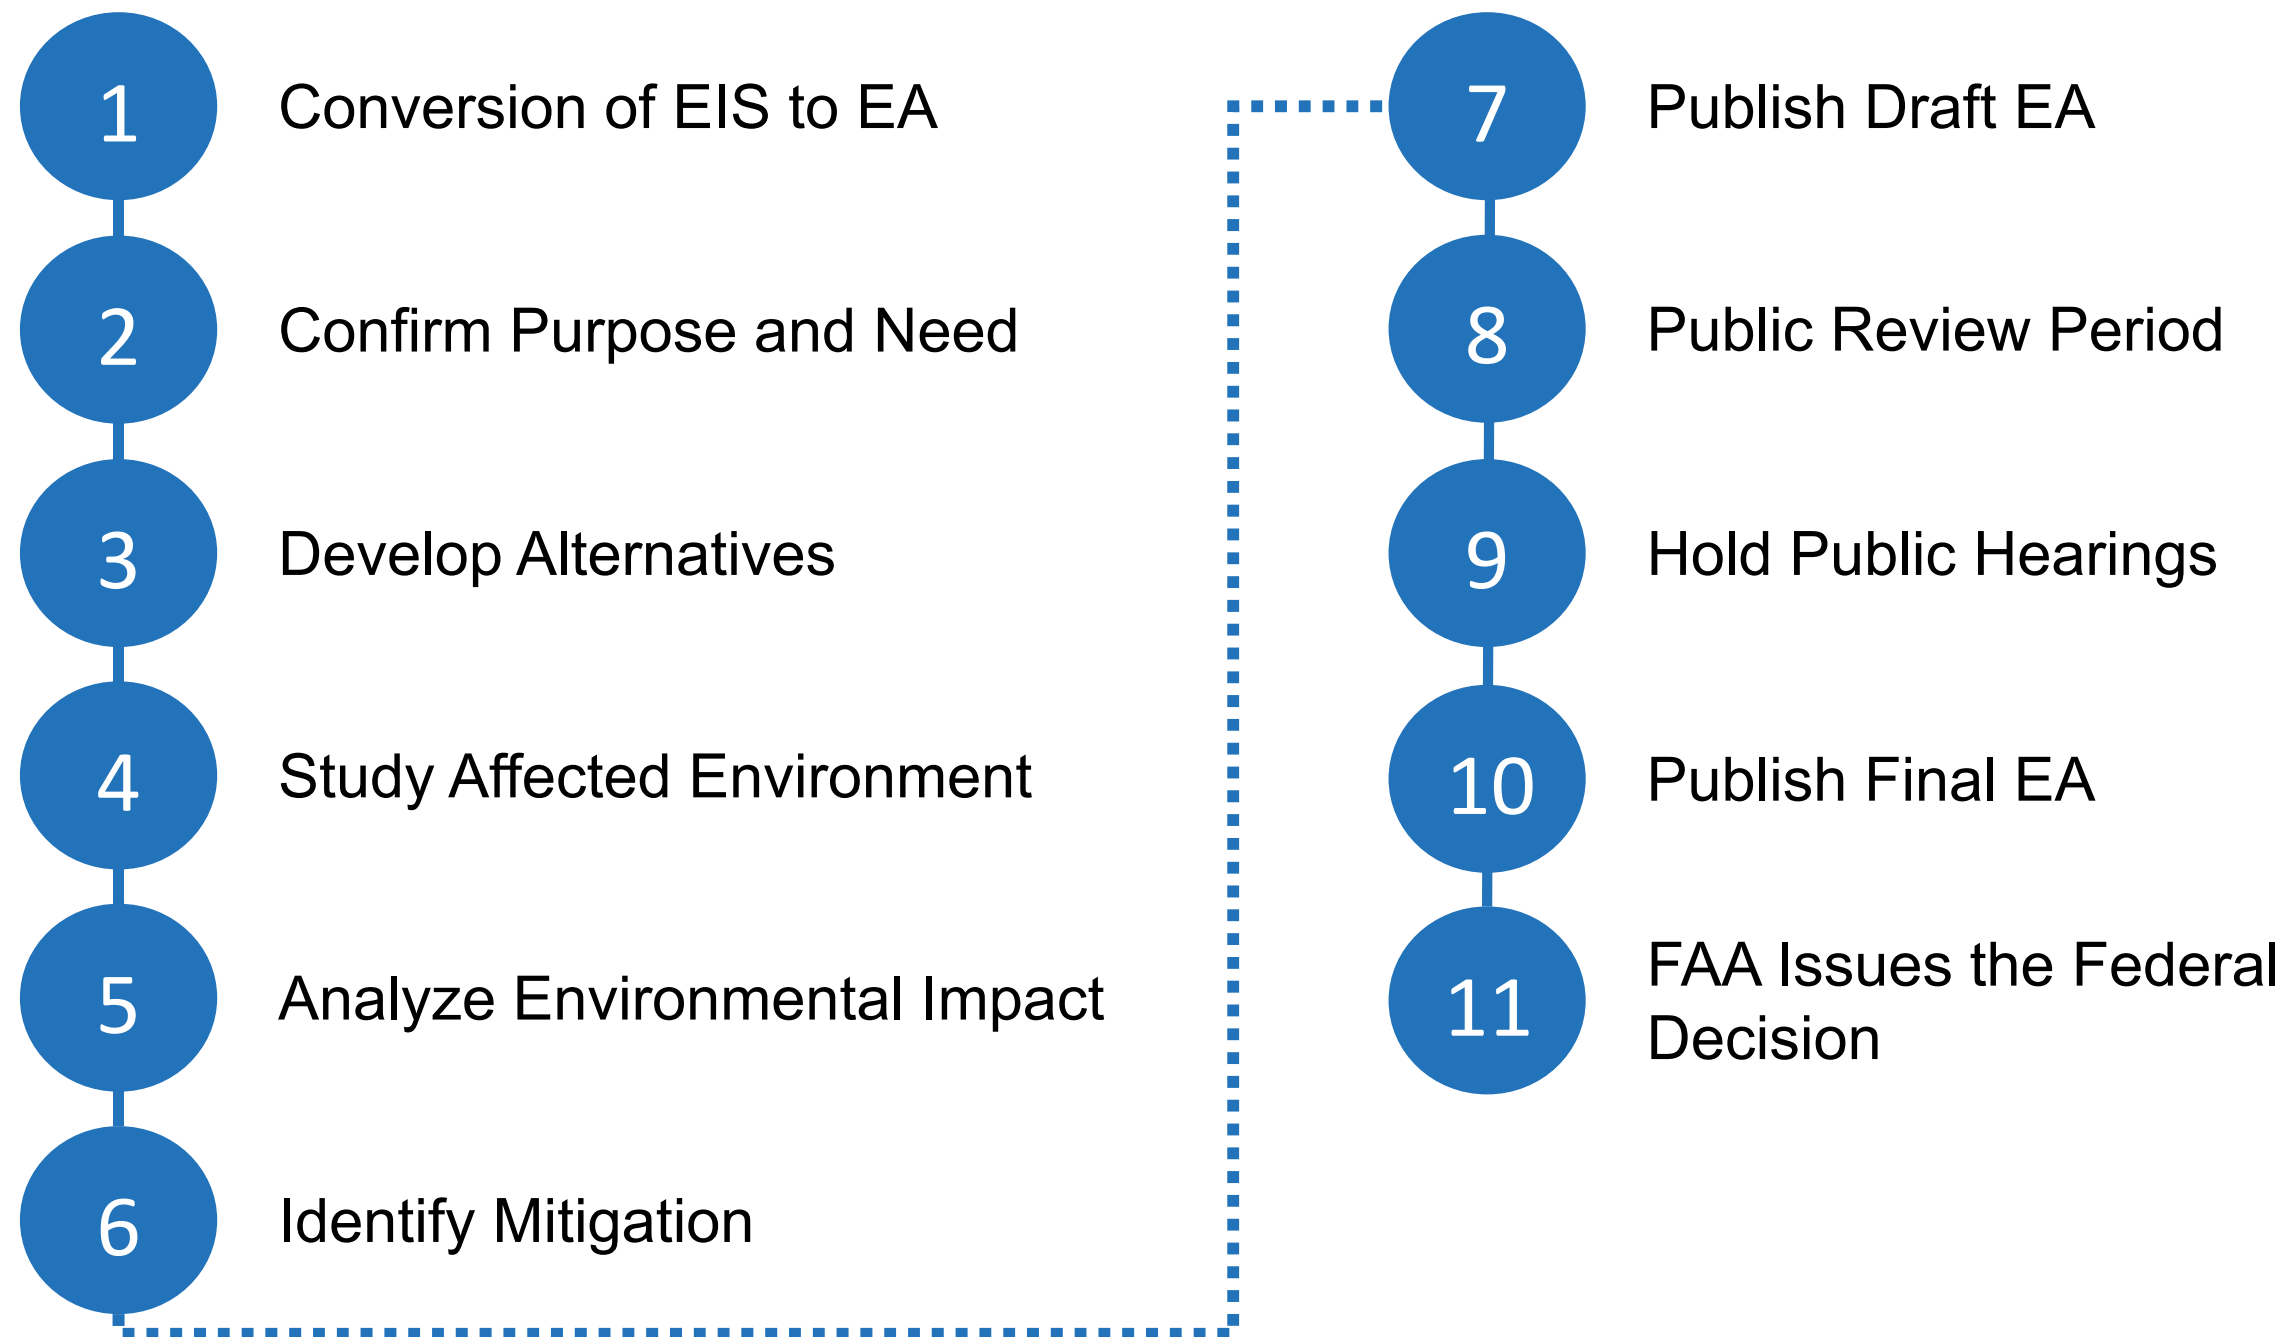 1
Conversion of EIS to EA
2
Confirm Purpose and Need
3
Develop Alternatives
4
Study Affected Environment
5
Analyze Environmental Impact
6
Identify Mitigation
7
Publish Draft EA
8
Public Review Period
9
Hold Public Hearings
10
Publish Final EA
11
FAA Issues the Federal
Decision